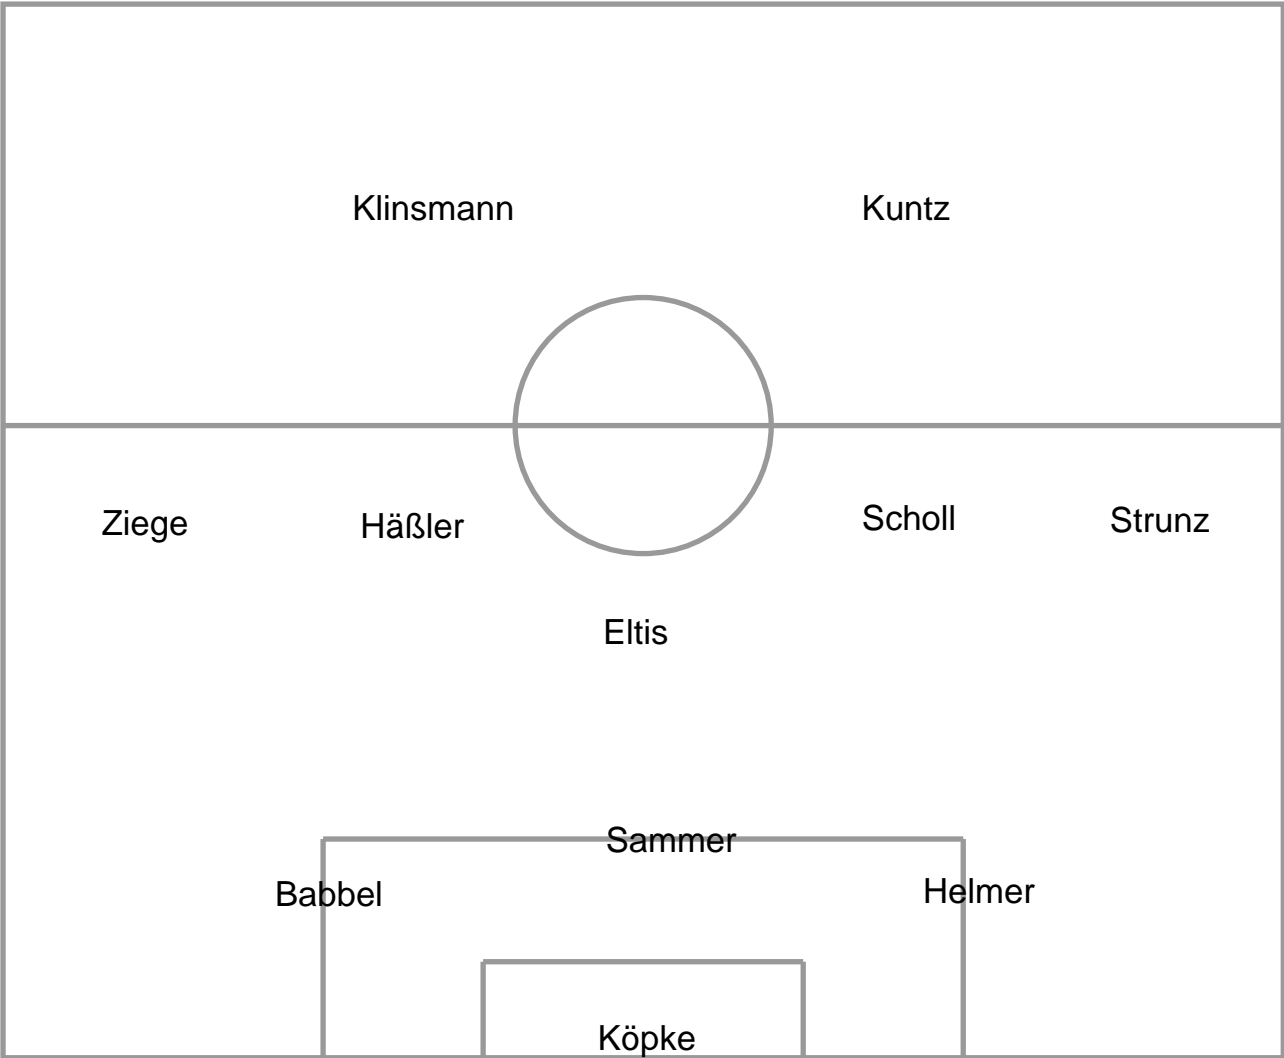 Klinsmann
Kuntz
Ziege
Häßler
Scholl
Strunz
Eltis
Sammer
Babbel
Helmer
Köpke